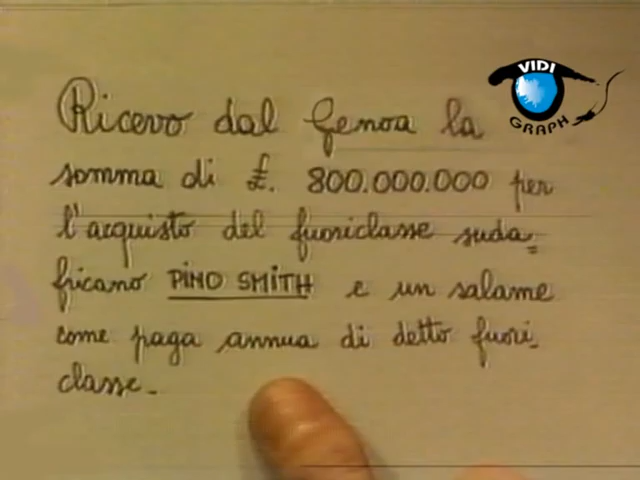 Ricevo dal Genoa la
somma di £. 800.000.000 per
l'acquisto del fuoriclasse suda=
fricano PINO SMITH e un salame
come paga annua di detto fuori_
classe_
VIDI
GRAPH